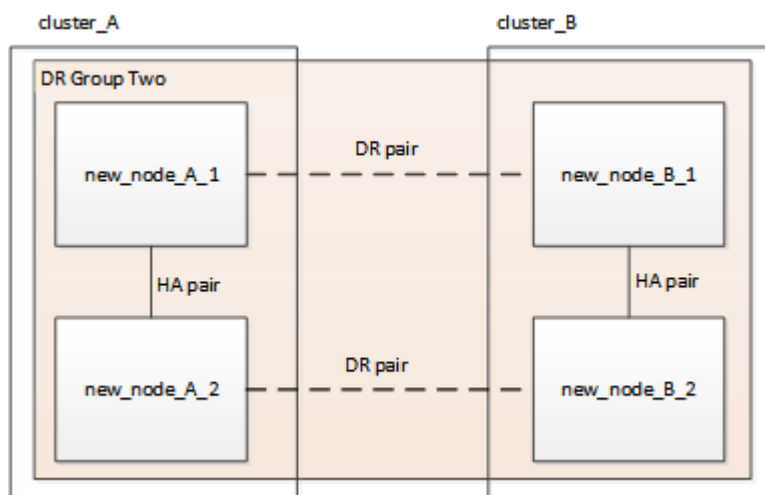 cluster_A
cluster_B
DR Group Two
new_node_A_1
DR pair
new_node_B_1
HA pair
HA pair
new_node_A_2
DR pair
new_node_B_2